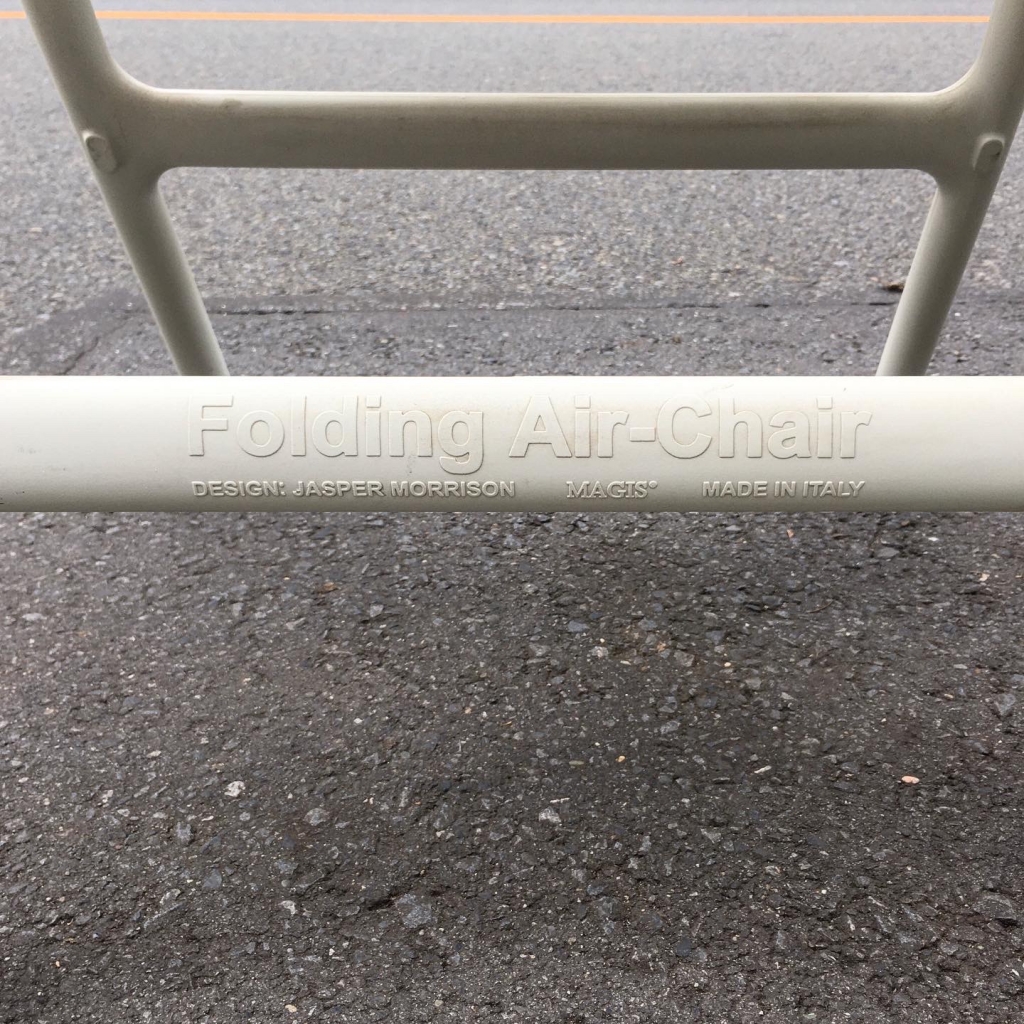 Folding Air-Chair
DESIGN: JASPER MORRISON MAGIS® MADE IN ITALY